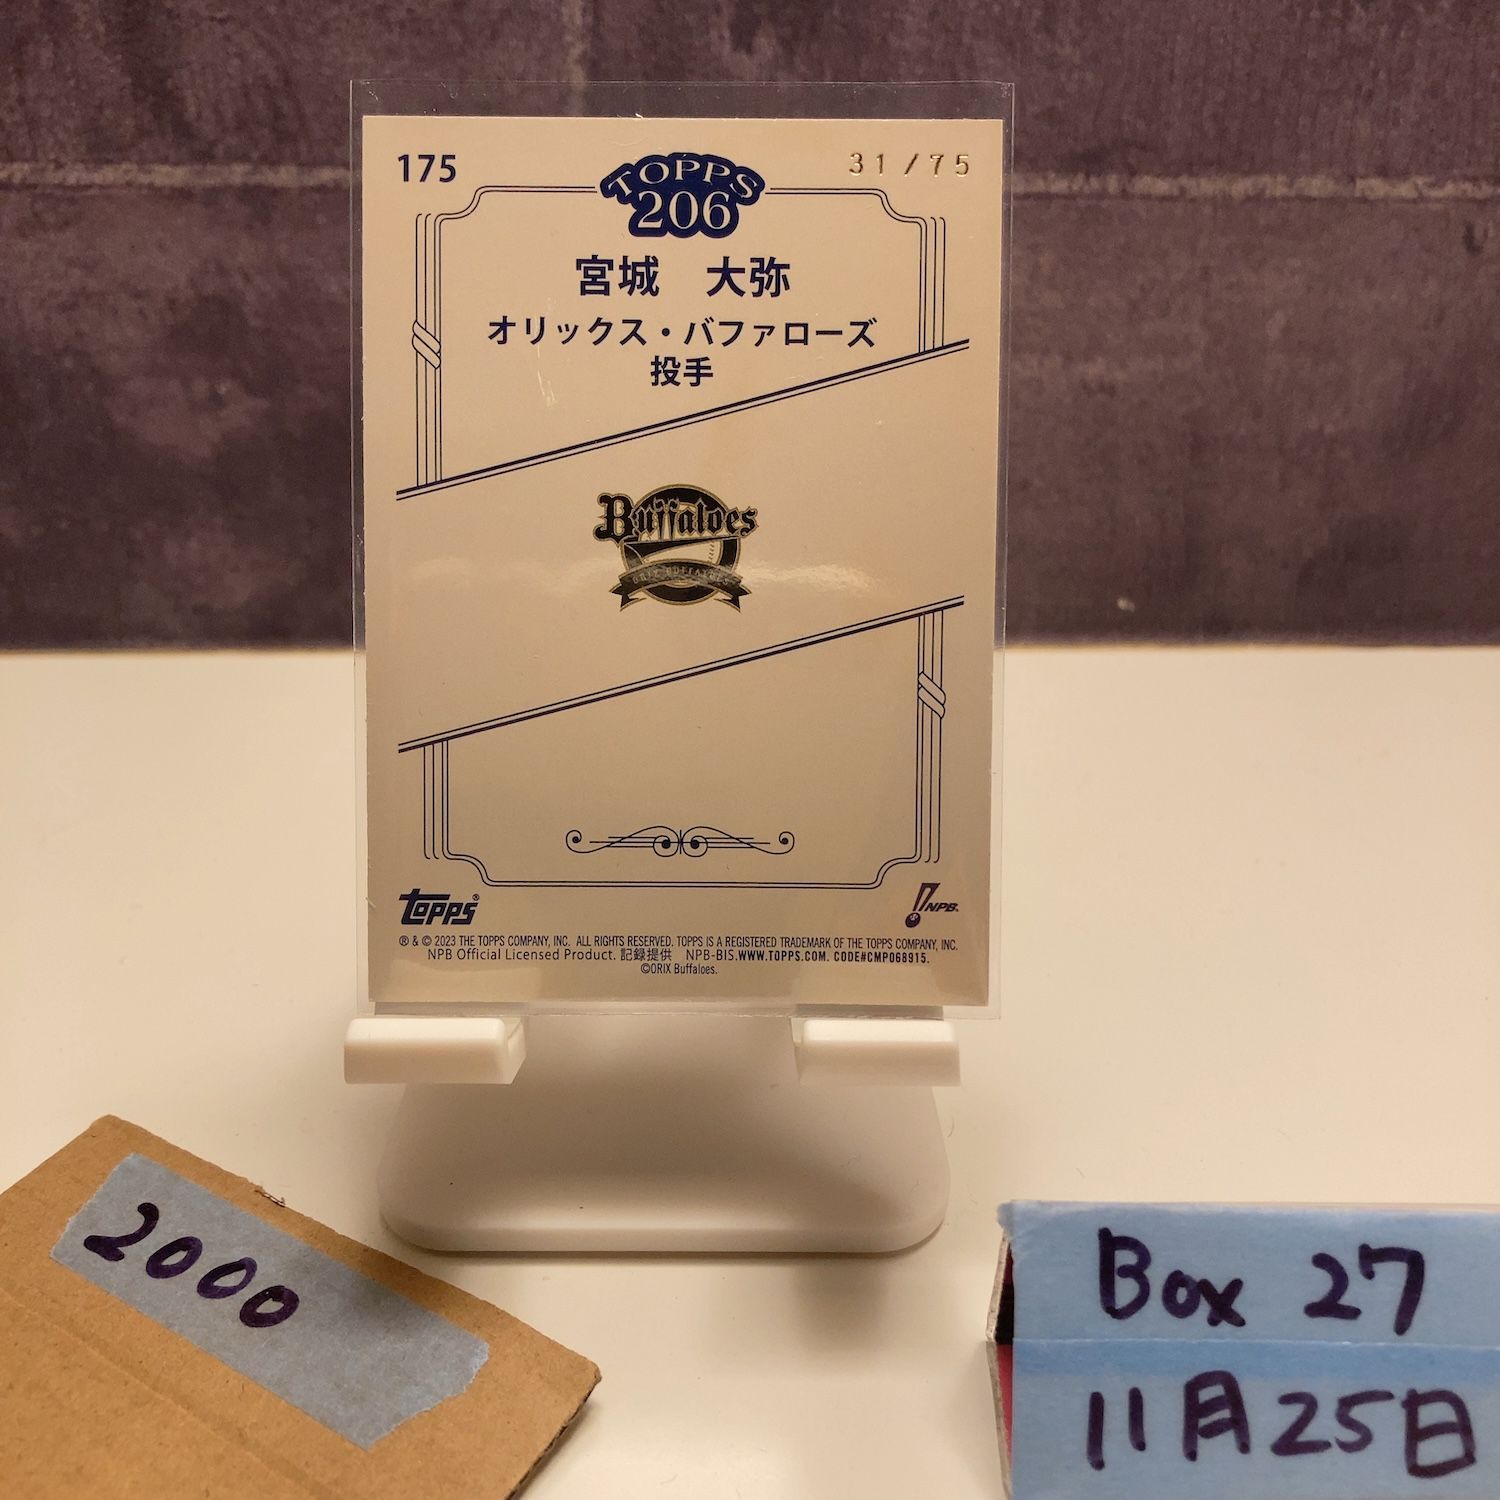 175
31/75
TOPPS
206
宮城 大弥
オリックス・バファローズ
投手
Buffaloes
ORIX BUFFALOES
topps®
NPB.
® & © 2023 THE TOPPS COMPANY, INC. ALL RIGHTS RESERVED. TOPPS IS A REGISTERED TRADEMARK OF THE TOPPS COMPANY, INC.
NPB Official Licensed Product. 記録提供 NPB-BIS.WWW.TOPPS.COM. CODE#CMP068915.
©ORIX Buffaloes.
2000
Box 27
11月25日